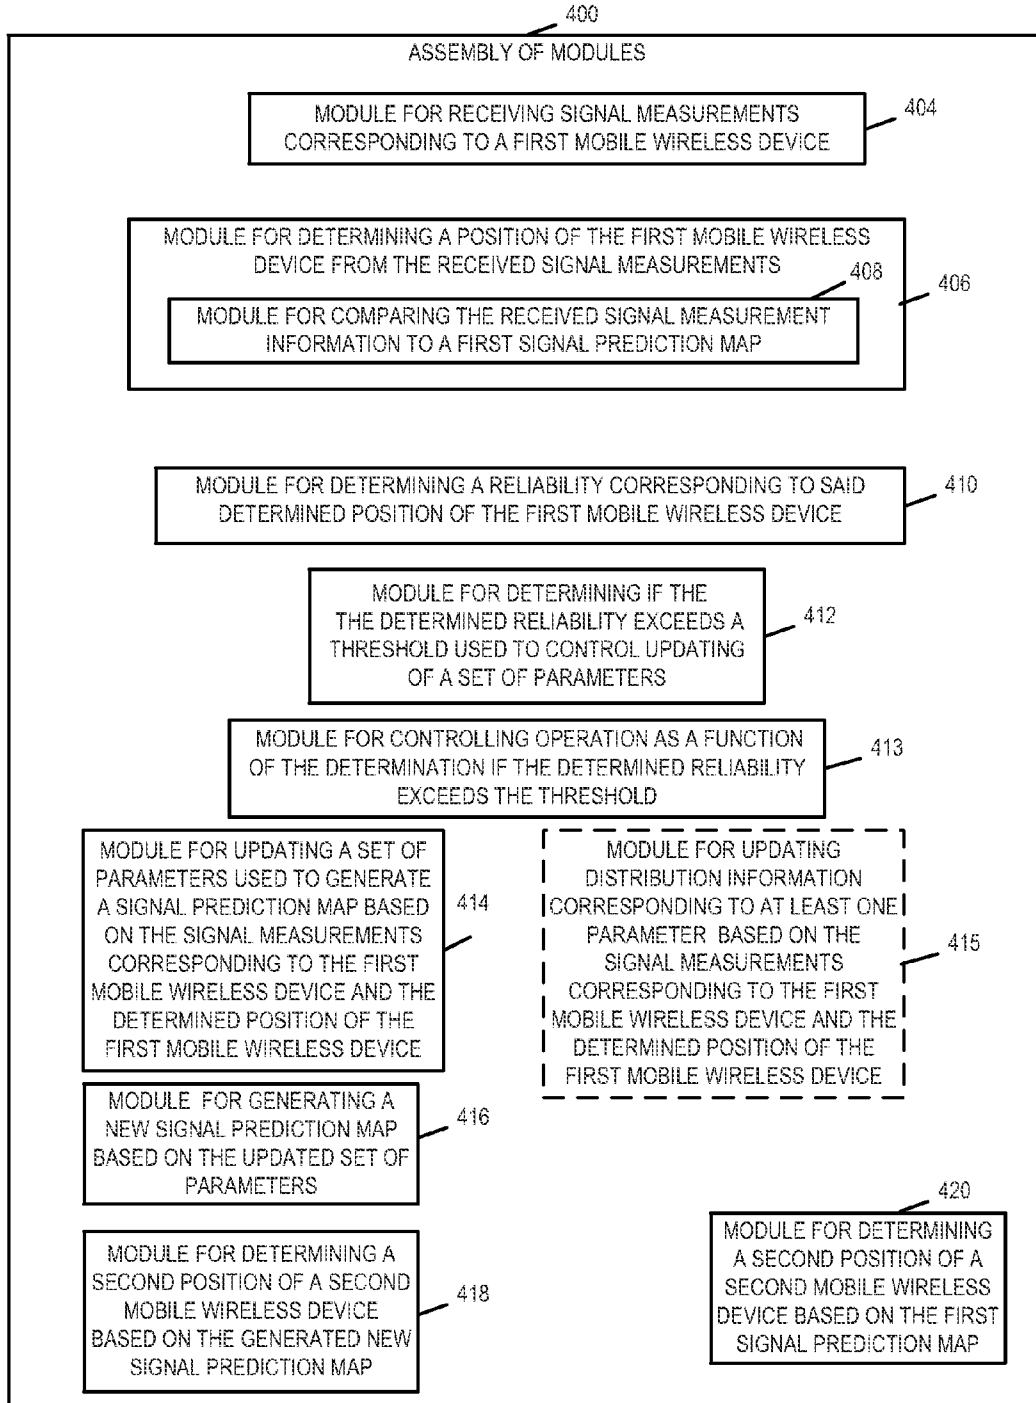 400
ASSEMBLY OF MODULES
MODULE FOR RECEIVING SIGNAL MEASUREMENTS
CORRESPONDING TO A FIRST MOBILE WIRELESS DEVICE
404
MODULE FOR DETERMINING A POSITION OF THE FIRST MOBILE WIRELESS
DEVICE FROM THE RECEIVED SIGNAL MEASUREMENTS
408
406
MODULE FOR COMPARING THE RECEIVED SIGNAL MEASUREMENT
INFORMATION TO A FIRST SIGNAL PREDICTION MAP
MODULE FOR DETERMINING A RELIABILITY CORRESPONDING TO SAID
DETERMINED POSITION OF THE FIRST MOBILE WIRELESS DEVICE
410
MODULE FOR DETERMINING IF THE
THE DETERMINED RELIABILITY EXCEEDS A
THRESHOLD USED TO CONTROL UPDATING
OF A SET OF PARAMETERS
412
MODULE FOR CONTROLLING OPERATION AS A FUNCTION
OF THE DETERMINATION IF THE DETERMINED RELIABILITY
EXCEEDS THE THRESHOLD
413
MODULE FOR UPDATING A SET OF
PARAMETERS USED TO GENERATE
A SIGNAL PREDICTION MAP BASED
ON THE SIGNAL MEASUREMENTS
CORRESPONDING TO THE FIRST
MOBILE WIRELESS DEVICE AND THE
DETERMINED POSITION OF THE
FIRST MOBILE WIRELESS DEVICE
414
MODULE FOR UPDATING
DISTRIBUTION INFORMATION
CORRESPONDING TO AT LEAST ONE
PARAMETER BASED ON THE
SIGNAL MEASUREMENTS
CORRESPONDING TO THE FIRST
MOBILE WIRELESS DEVICE AND THE
DETERMINED POSITION OF THE
FIRST MOBILE WIRELESS DEVICE
415
MODULE FOR GENERATING A
NEW SIGNAL PREDICTION MAP
BASED ON THE UPDATED SET OF
PARAMETERS
416
MODULE FOR DETERMINING A
SECOND POSITION OF A SECOND
MOBILE WIRELESS DEVICE
BASED ON THE GENERATED NEW
SIGNAL PREDICTION MAP
418
420
MODULE FOR DETERMINING
A SECOND POSITION OF A
SECOND MOBILE WIRELESS
DEVICE BASED ON THE FIRST
SIGNAL PREDICTION MAP